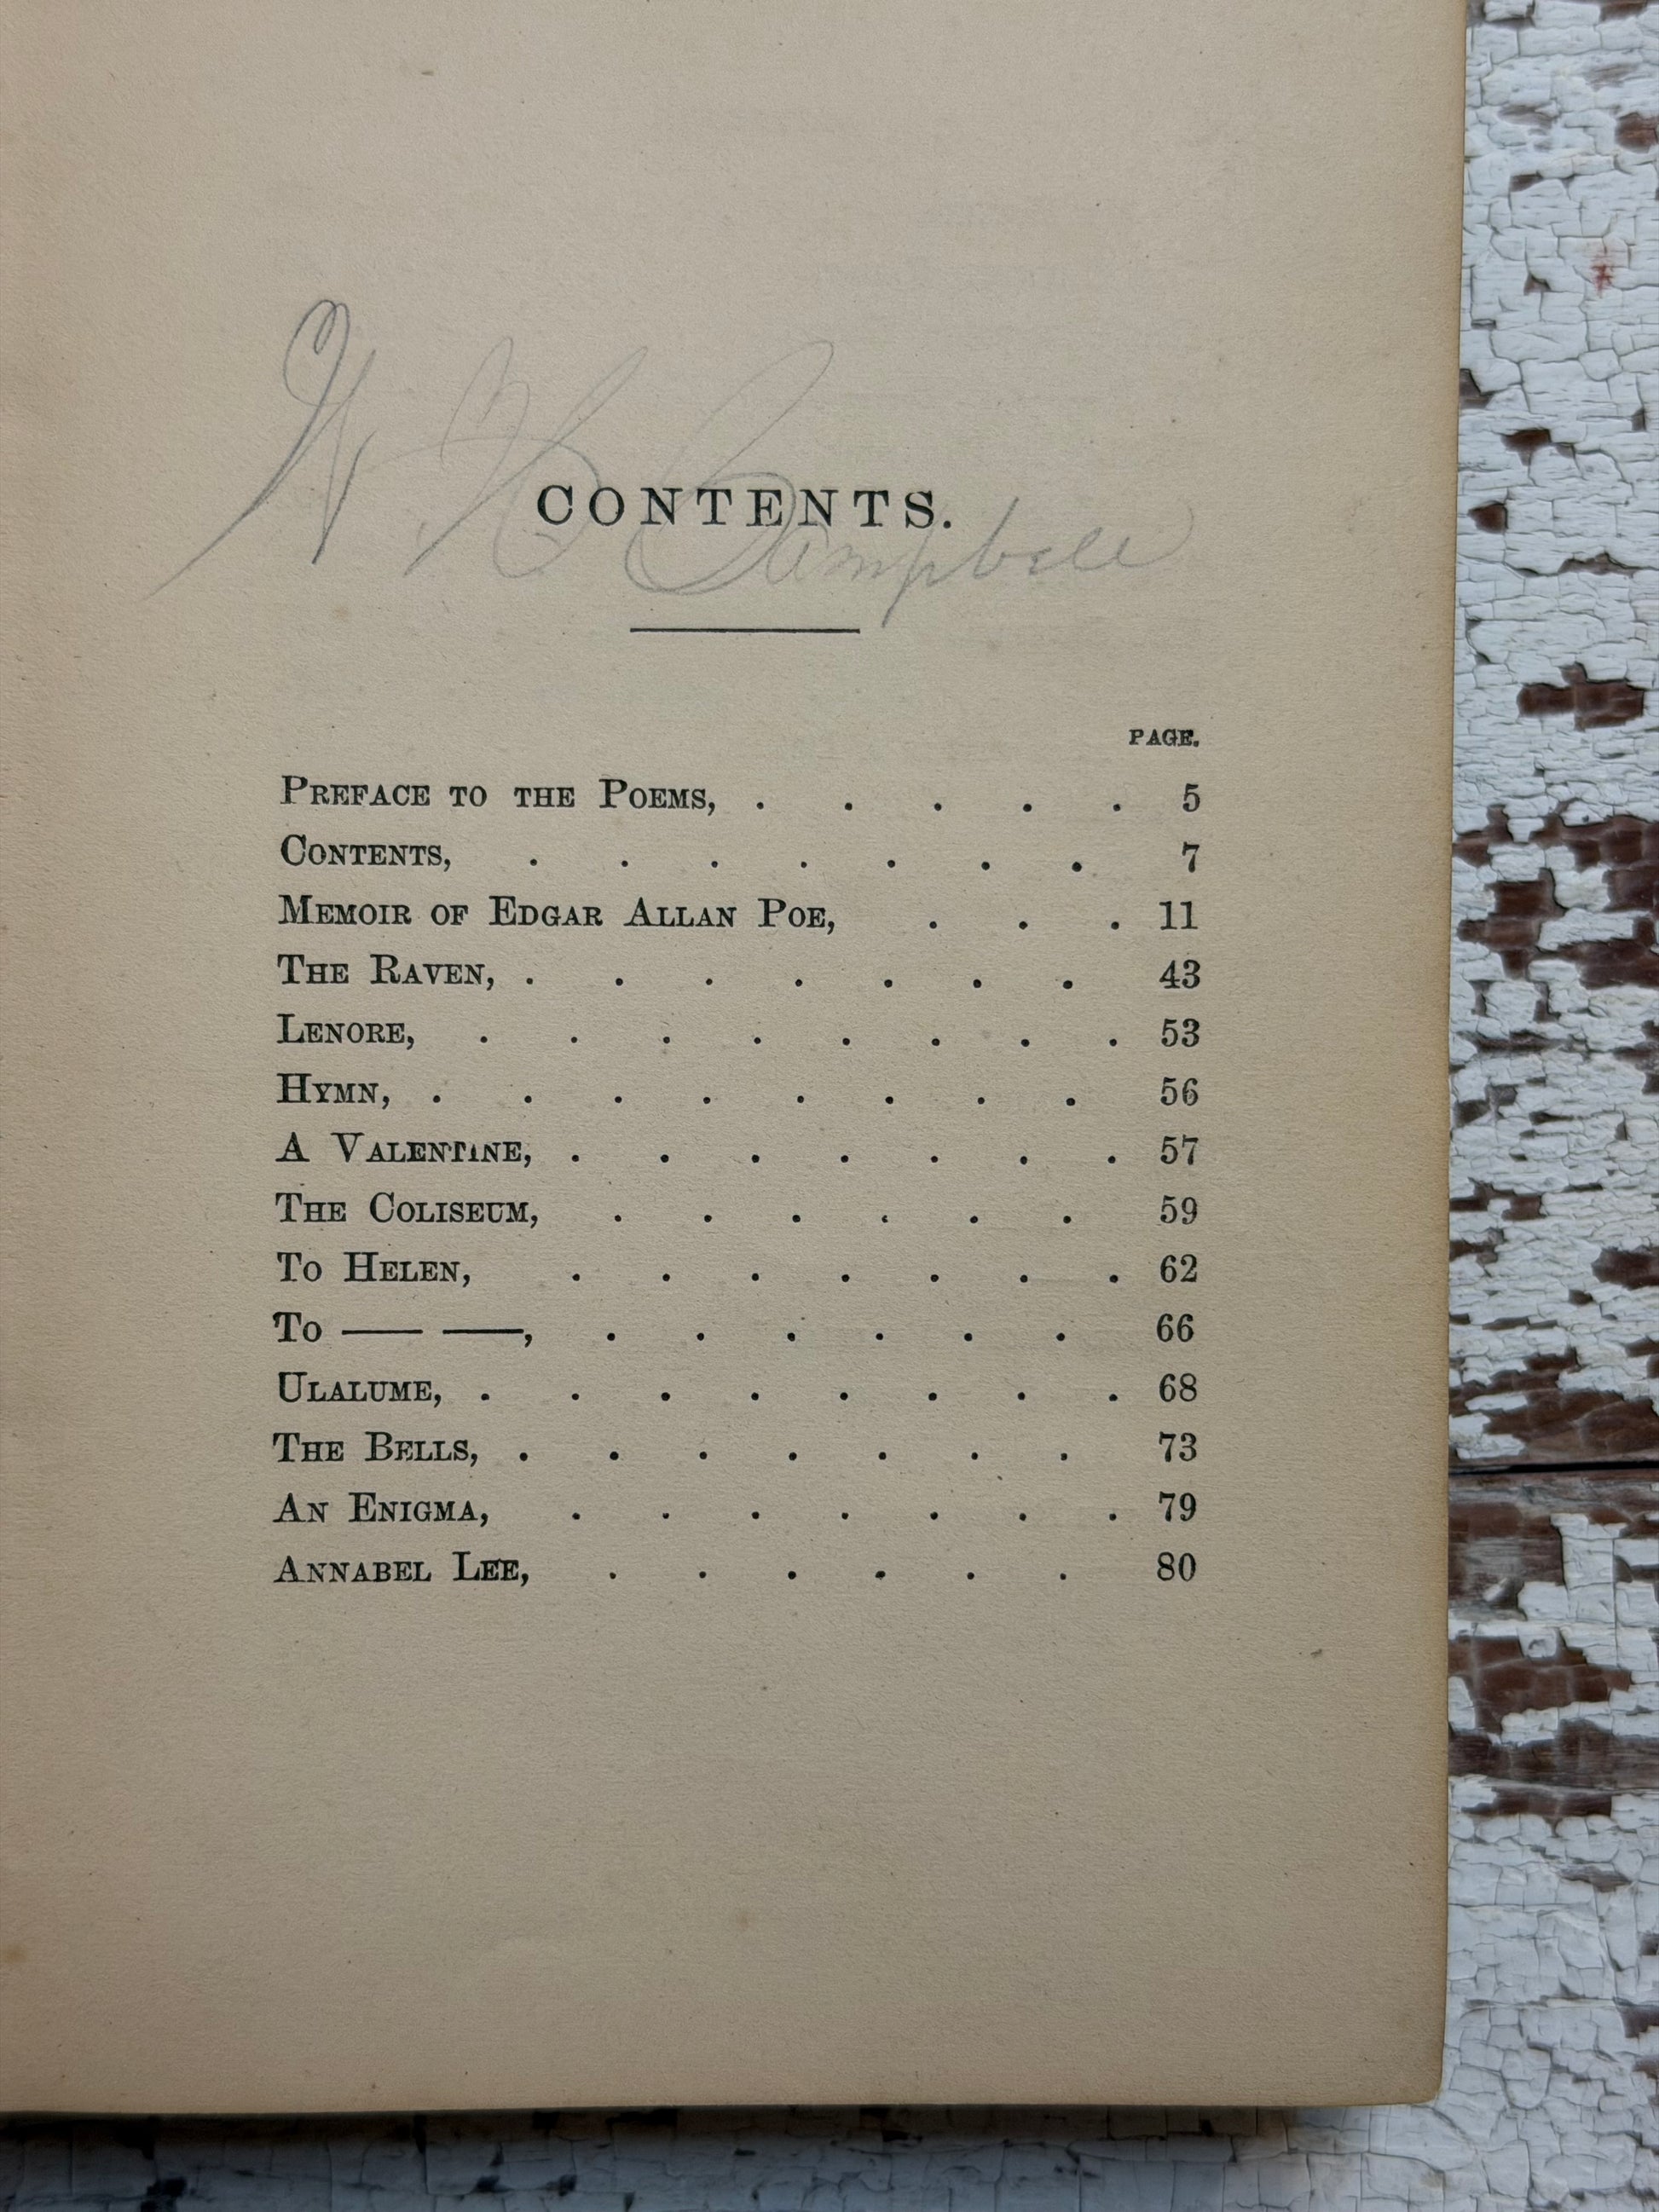 W H Campbell
CONTENTS.
PAGE.
PREFACE TO THE POEMS, . . . . . 5
CONTENTS, . . . . . . . 7
MEMOIR OF EDGAR ALLAN POE, . . . 11
THE RAVEN, . . . . . . . 43
LENORE, . . . . . . . . 53
HYMN, . . . . . . . . 56
A VALENTINE, . . . . . . . 57
THE COLISEUM, . . . . . . 59
TO HELEN, . . . . . . . 62
TO —— ——, . . . . . . 66
ULALUME, . . . . . . . . 68
THE BELLS, . . . . . . . 73
AN ENIGMA, . . . . . . . 79
ANNABEL LEE, . . . . . . 80